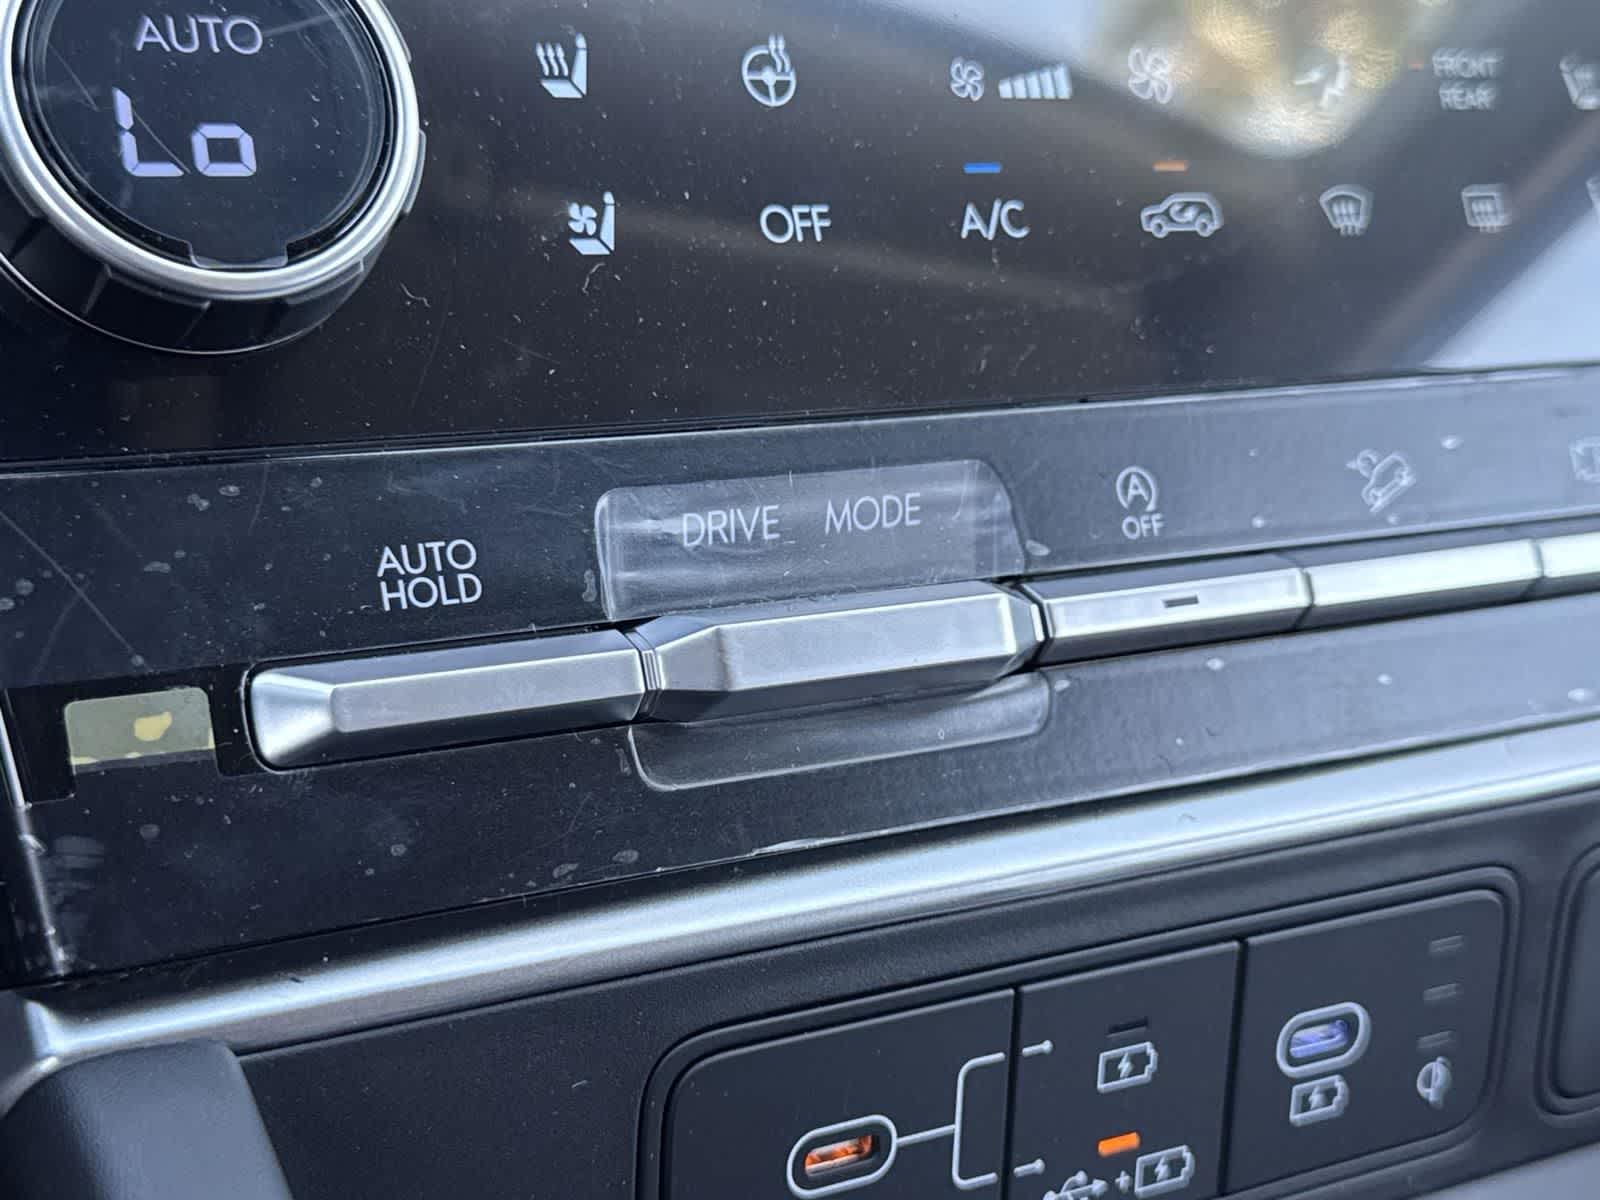 AUTO
Lo
FRONT
REAR
OFF
A/C
AUTO
HOLD
DRIVE MODE
A
OFF